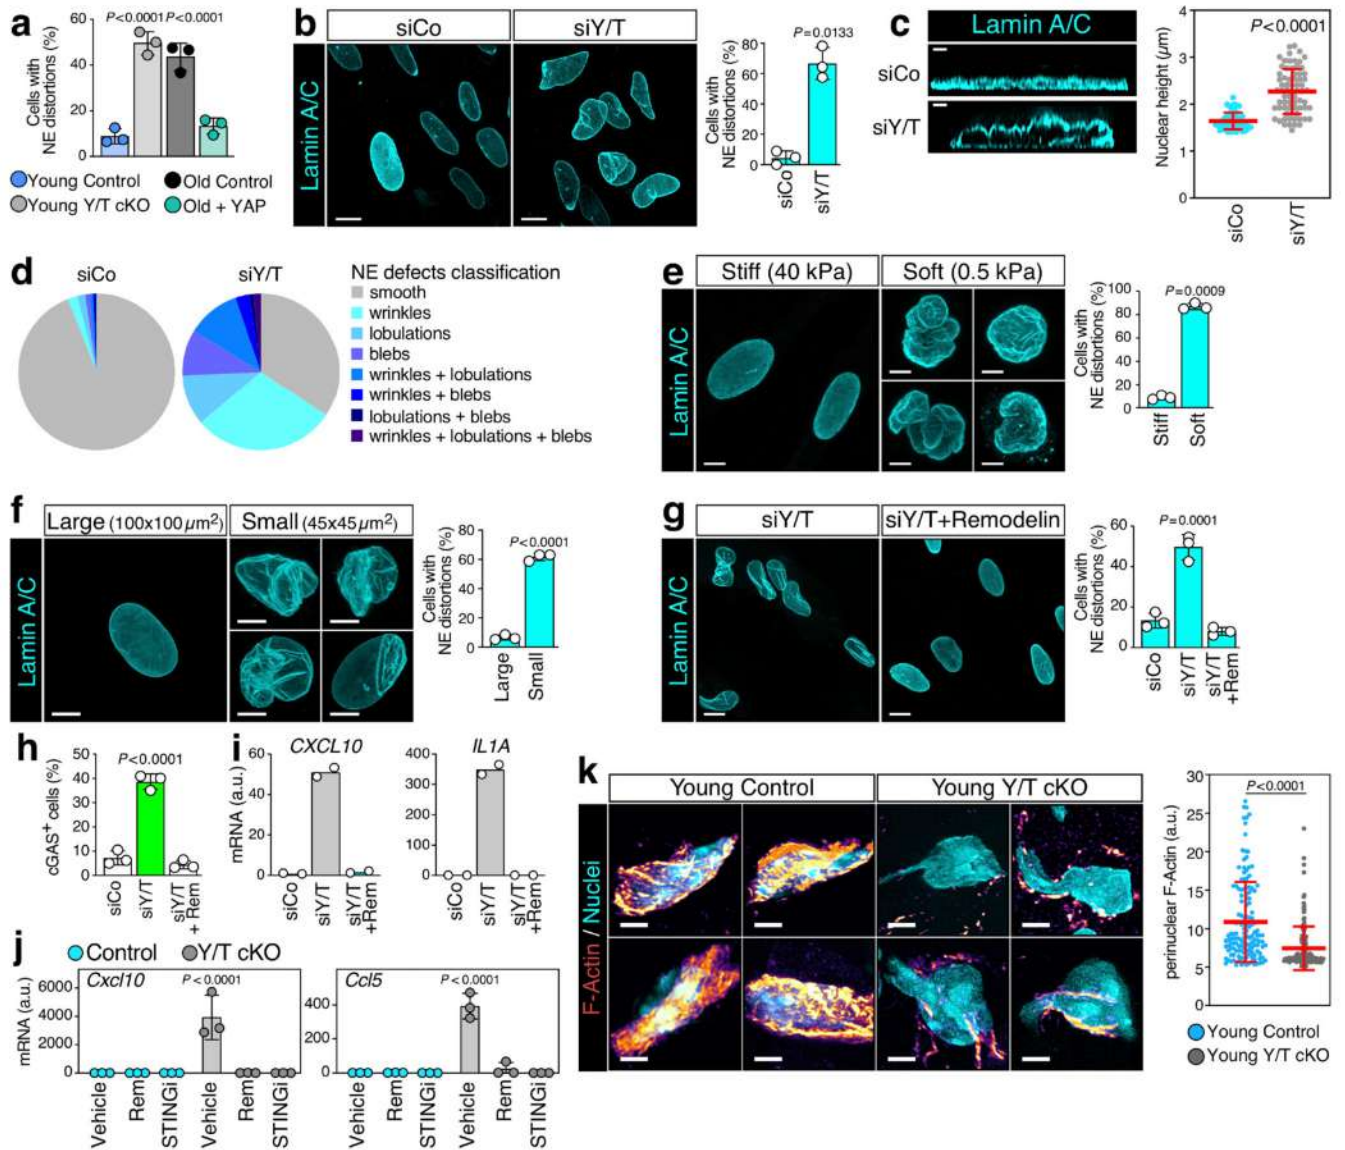 a
P<0.0001 P<0.0001
60
40
20
0
Cells with
NE distortions (%)
Young Control
Old Control
Young Y/T cKO
Old + YAP
b
siCo
siY/T
Lamin A/C
P=0.0133
80
60
40
20
0
Cells with
NE distortions (%)
siCo
siY/T
c
Lamin A/C
siCo
siY/T
P<0.0001
4
3
2
1
0
Nuclear height (µm)
siCo
siY/T
d
siCo
siY/T
NE defects classification
smooth
wrinkles
lobulations
blebs
wrinkles + lobulations
wrinkles + blebs
lobulations + blebs
wrinkles + lobulations + blebs
e
Stiff (40 kPa)
Soft (0.5 kPa)
Lamin A/C
P=0.0009
100
80
60
40
20
0
Cells with
NE distortions (%)
Stiff
Soft
f
Large (100x100µm²)
Small (45x45µm²)
Lamin A/C
P<0.0001
80
60
40
20
0
Cells with
NE distortions (%)
Large
Small
g
siY/T
siY/T+Remodelin
Lamin A/C
P=0.0001
60
40
20
0
Cells with
NE distortions (%)
siCo
siY/T
siY/T
+Rem
h
P<0.0001
50
40
30
20
10
0
cGAS⁺ cells (%)
siCo
siY/T
siY/T
+Rem
i
CXCL10
60
40
20
0
mRNA (a.u.)
siCo
siY/T
siY/T
+Rem
IL1A
400
300
200
100
0
siCo
siY/T
siY/T
+Rem
j
Control
Y/T cKO
Cxcl10
P<0.0001
6000
4000
2000
0
mRNA (a.u.)
Vehicle
Rem
STINGi
Vehicle
Rem
STINGi
Ccl5
P<0.0001
400
200
0
Vehicle
Rem
STINGi
Vehicle
Rem
STINGi
k
Young Control
Young Y/T cKO
F-Actin / Nuclei
P<0.0001
30
25
20
15
10
5
0
perinuclear F-Actin (a.u.)
Young Control
Young Y/T cKO